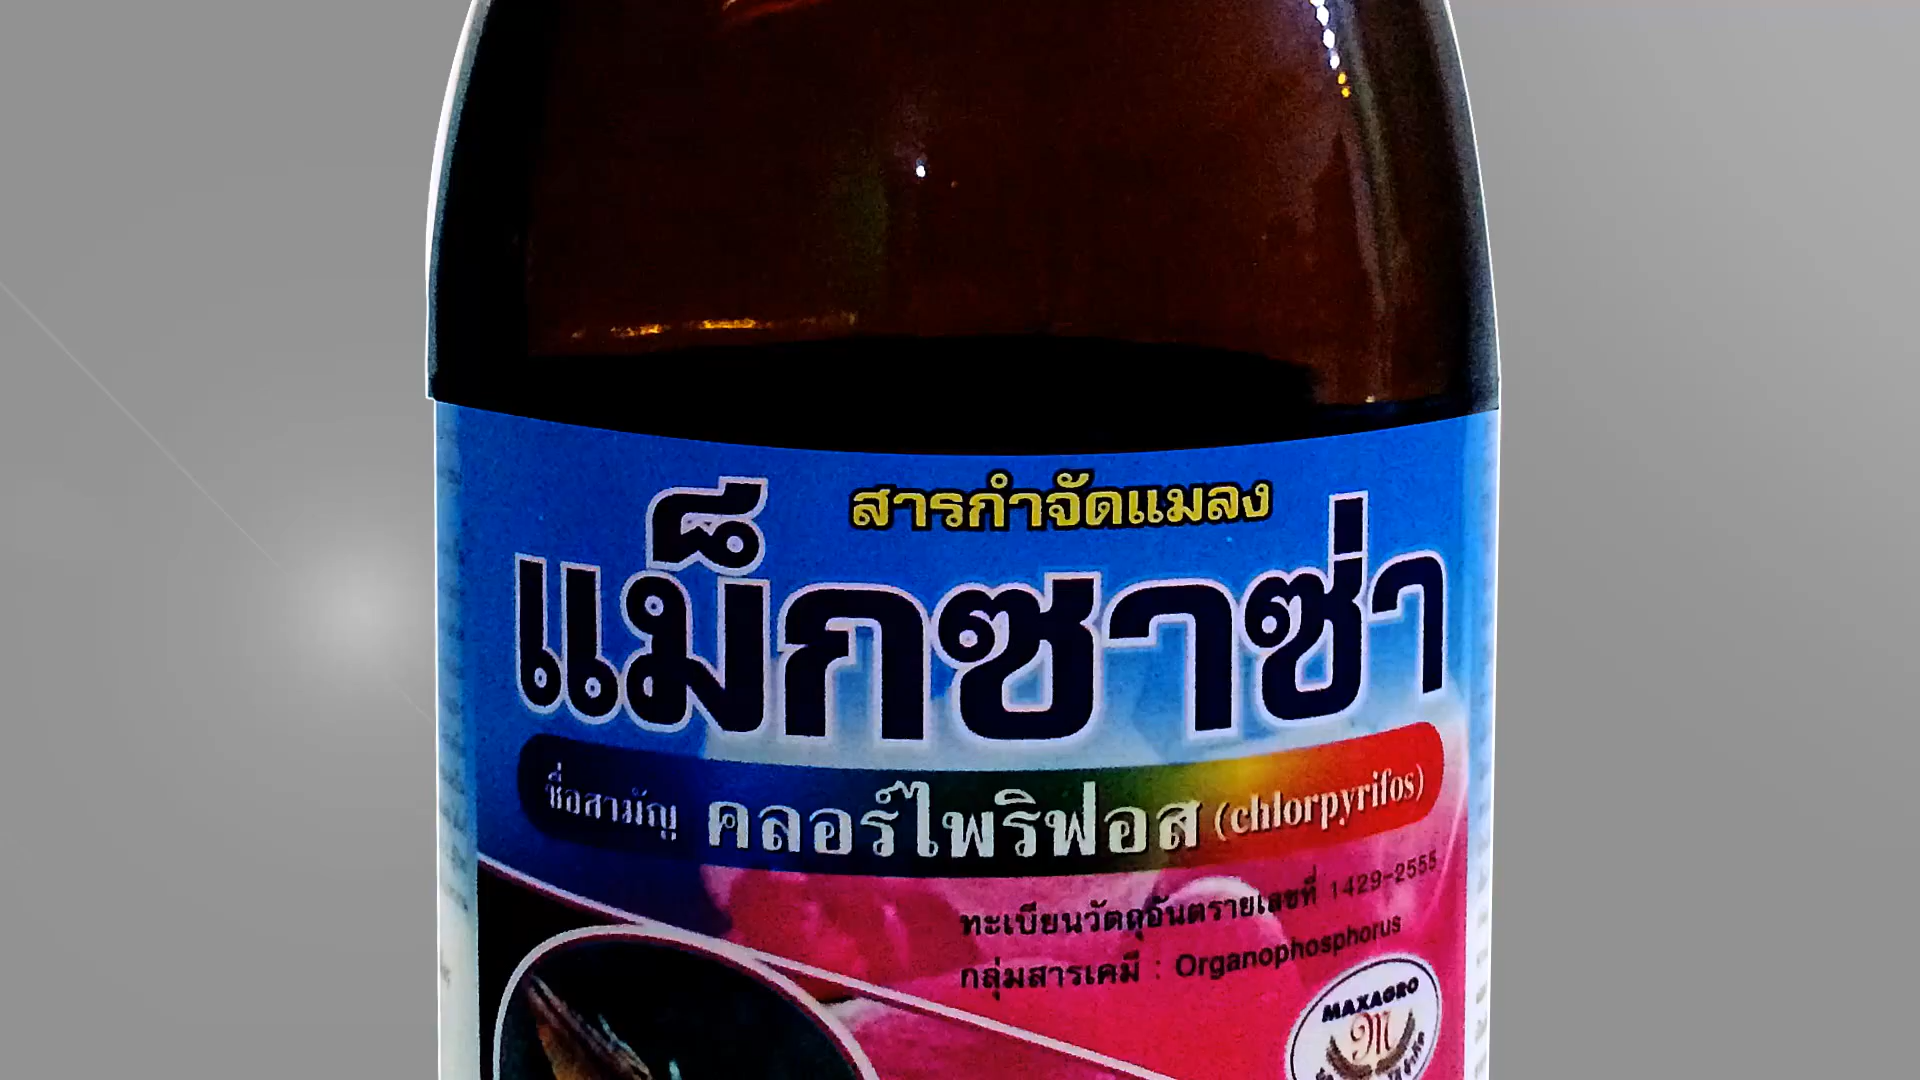 สารกำจัดแมลง
แม็กซาซ่า
ชื่อสามัญ คลอร์ไพริฟอส (chlorpyrifos)
ทะเบียนวัตถุอันตรายเลขที่ 1429-2555
กลุ่มสารเคมี : Organophosphorus
MAXAGRO
M